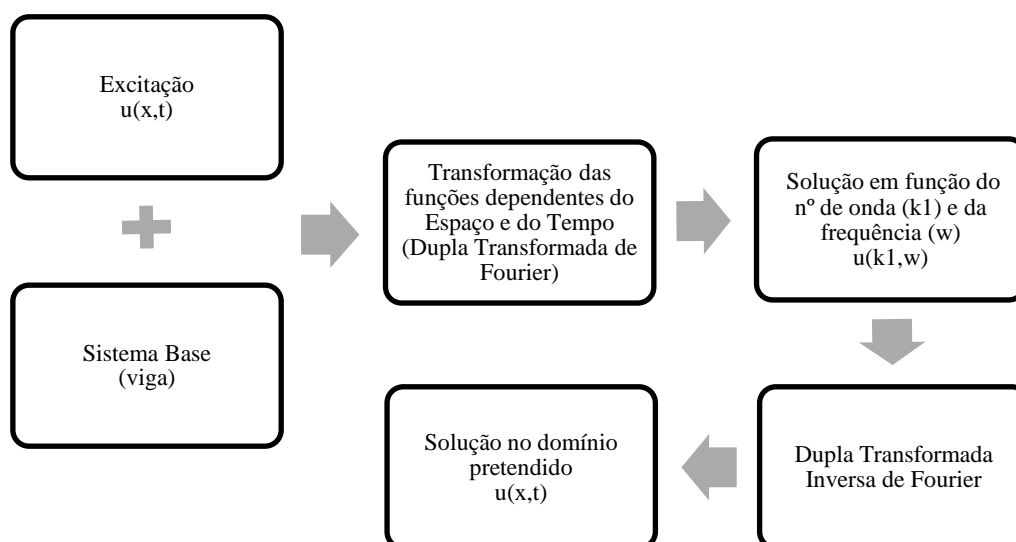 Excitação
u(x,t)
Sistema Base
(viga)
Transformação das
funções dependentes do
Espaço e do Tempo
(Dupla Transformada de
Fourier)
Solução em função do
nº de onda (k1) e da
frequência (w)
u(k1,w)
Dupla Transformada
Inversa de Fourier
Solução no domínio
pretendido
u(x,t)